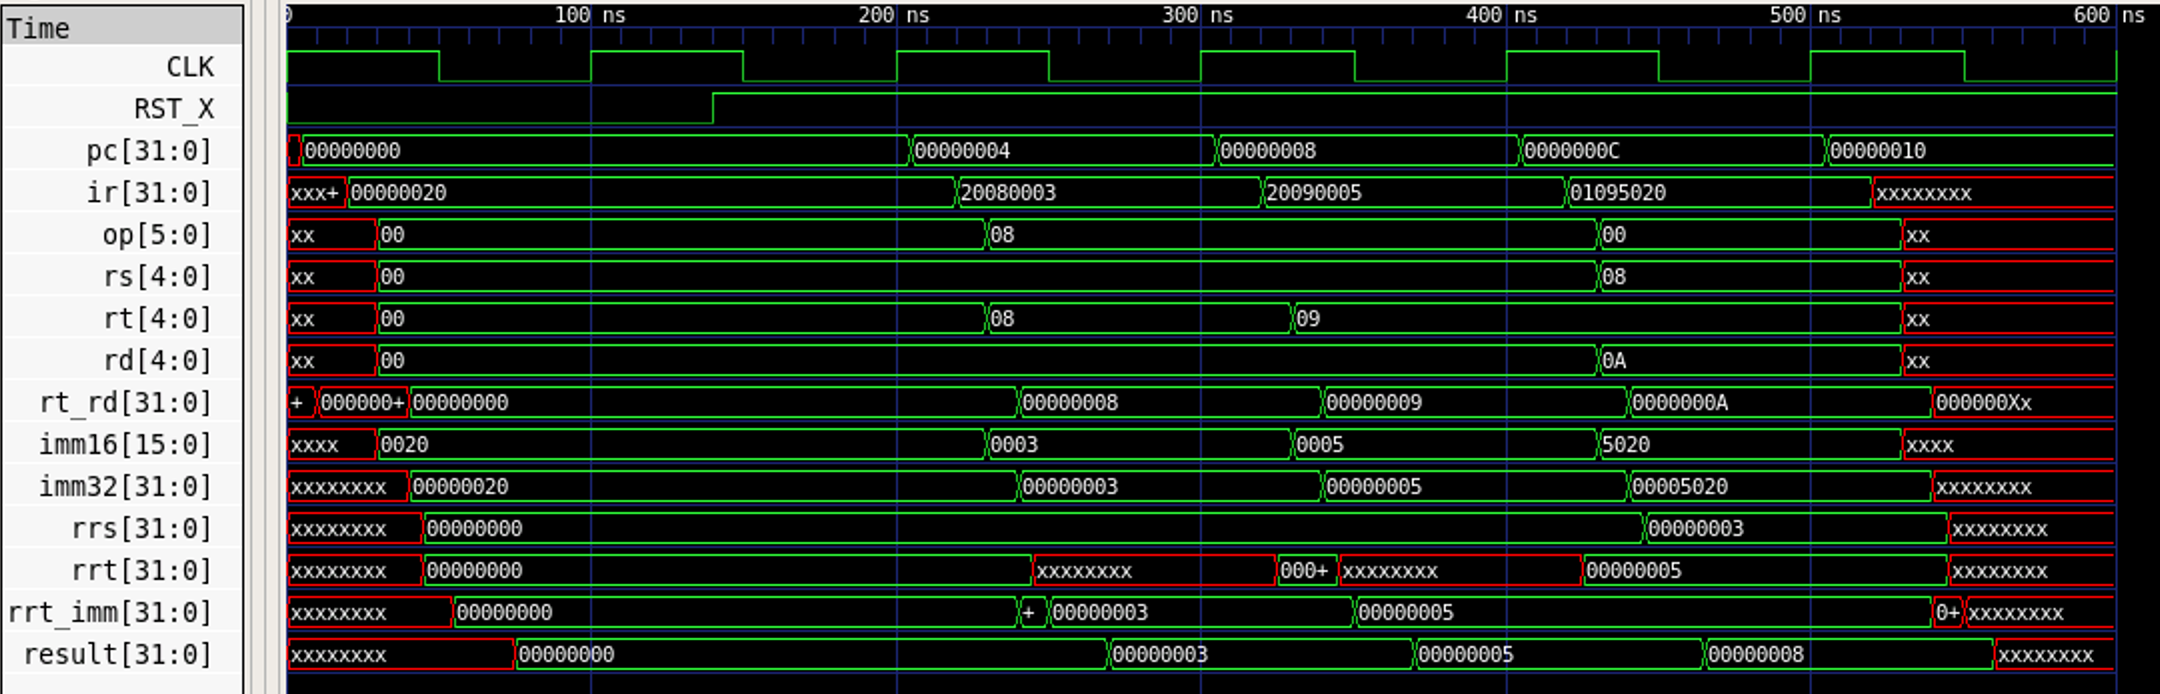 0 100 ns 200 ns 300 ns 400 ns 500 ns 600 ns
Time
CLK
RST_X
pc[31:0] 00000000 00000004 00000008 0000000C 00000010
ir[31:0] xxx+ 00000020 20080003 20090005 01095020 xxxxxxxx
op[5:0] xx 00 08 00 xx
rs[4:0] xx 00 08 xx
rt[4:0] xx 00 08 09 xx
rd[4:0] xx 00 0A xx
rt_rd[31:0] + 000000+ 00000000 00000008 00000009 0000000A 000000Xx
imm16[15:0] xxxx 0020 0003 0005 5020 xxxx
imm32[31:0] xxxxxxxx 00000020 00000003 00000005 00005020 xxxxxxxx
rrs[31:0] xxxxxxxx 00000000 00000003 xxxxxxxx
rrt[31:0] xxxxxxxx 00000000 xxxxxxxx 000+ xxxxxxxx 00000005 xxxxxxxx
rrt_imm[31:0] xxxxxxxx 00000000 + 00000003 00000005 0+ xxxxxxxx
result[31:0] xxxxxxxx 00000000 00000003 00000005 00000008 xxxxxxxx